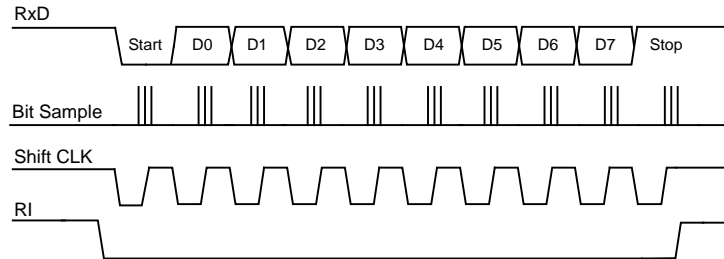 RxD
Start D0 D1 D2 D3 D4 D5 D6 D7 Stop
Bit Sample
Shift CLK
RI